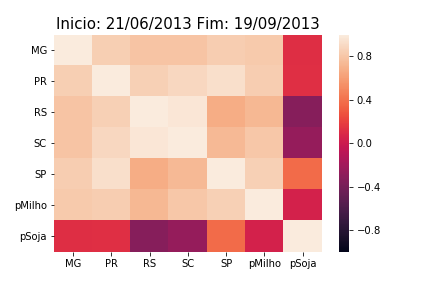 Inicio: 21/06/2013 Fim: 19/09/2013
MG
PR
RS
SC
SP
pMilho
pSoja
MG PR RS SC SP pMilho pSoja
0.8
0.4
0.0
−0.4
−0.8